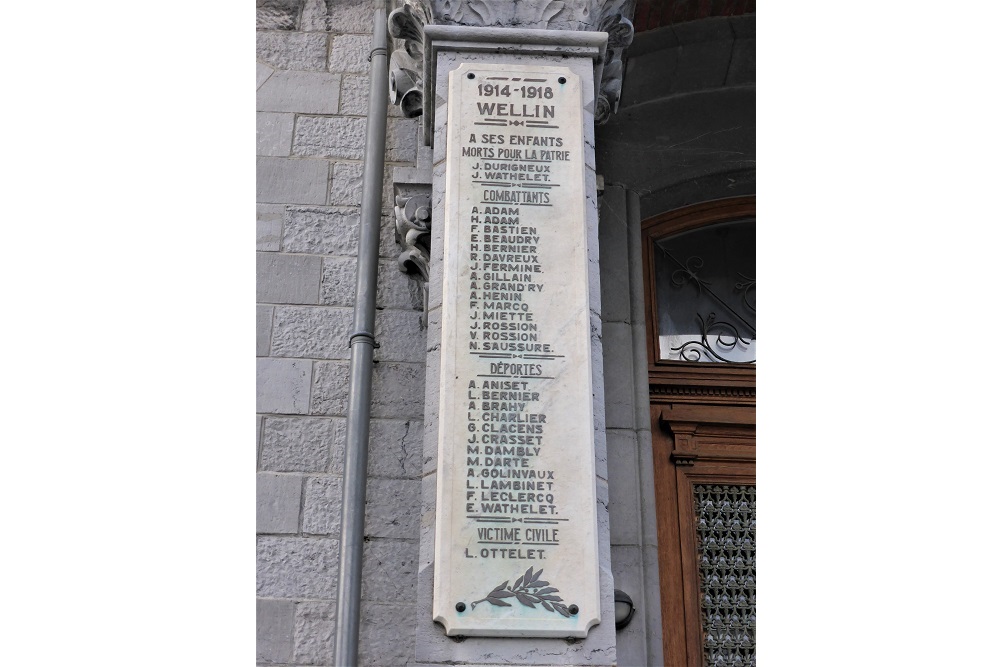 1914-1918
WELLIN
A SES ENFANTS
MORTS POUR LA PATRIE
J. DURIGNEUX
J. WATHELET.
COMBATTANTS
A. ADAM
H. ADAM
F. BASTIEN
E. BEAUDRY
H. BERNIER
R. DAVREUX
J. FERMINE.
A. GILLAIN
A. GRAND'RY
A. HENIN
F. MARCQ
J. MIETTE
J. ROSSION
V. ROSSION
N. SAUSSURE.
DÉPORTES
A. ANISET.
L. BERNIER
A. BRAHY
L. CHARLIER
G. CLACENS
J. CRASSET
M. DAMBLY
M. DARTE
A. GOLINVAUX
L. LAMBINET
F. LECLERCQ
E. WATHELET.
VICTIME CIVILE
L. OTTELET.